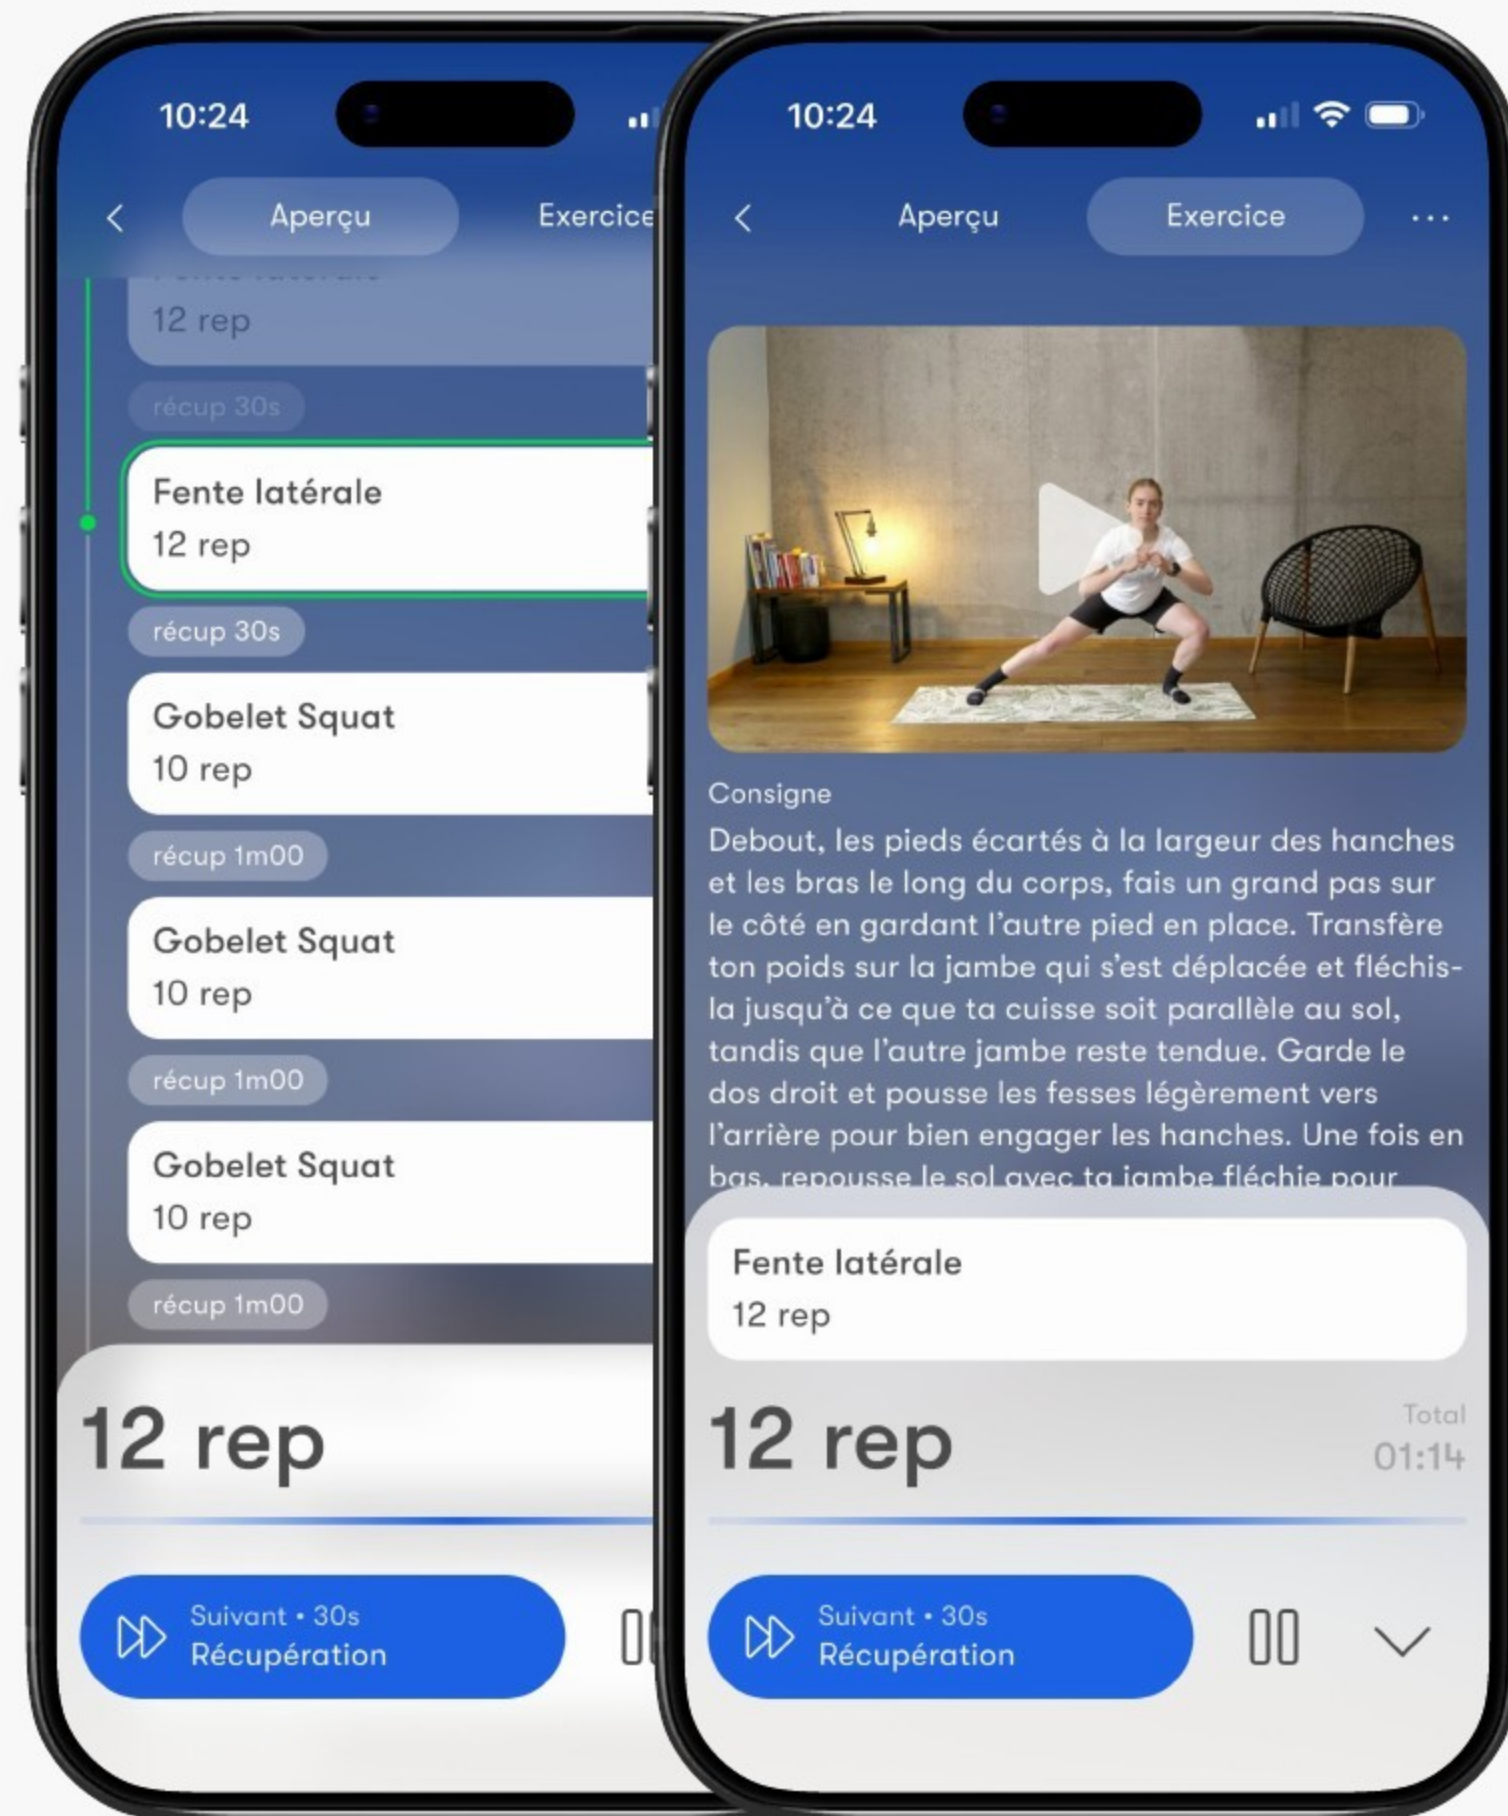 10:24
Aperçu
Exercice
12 rep
récup 30s
Fente latérale
12 rep
récup 30s
Gobelet Squat
10 rep
récup 1m00
Gobelet Squat
10 rep
récup 1m00
Gobelet Squat
10 rep
récup 1m00
12 rep
Suivant • 30s
Récupération
10:24
Aperçu
Exercice
Consigne
Debout, les pieds écartés à la largeur des hanches
et les bras le long du corps, fais un grand pas sur
le côté en gardant l'autre pied en place. Transfère
ton poids sur la jambe qui s'est déplacée et fléchis-
la jusqu'à ce que ta cuisse soit parallèle au sol,
tandis que l'autre jambe reste tendue. Garde le
dos droit et pousse les fesses légèrement vers
l'arrière pour bien engager les hanches. Une fois en
bas, repousse le sol avec ta jambe fléchie pour
Fente latérale
12 rep
12 rep
Total
01:14
Suivant • 30s
Récupération